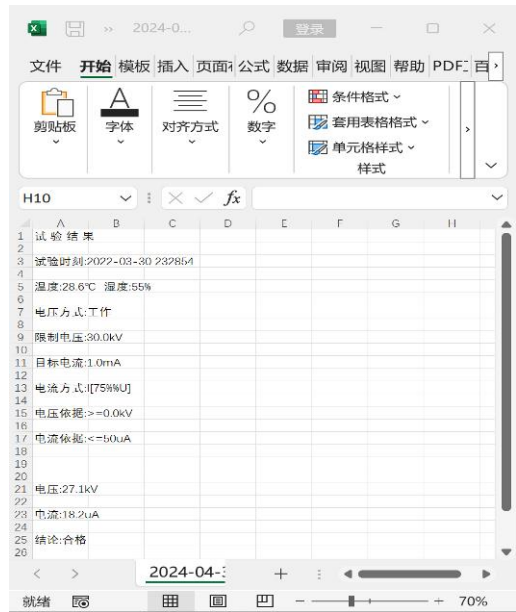 2024-0...
登录
文件 开始 模板 插入 页面 公式 数据 审阅 视图 帮助 PDF 百
剪贴板
字体
对齐方式
数字
条件格式
套用表格格式
单元格样式
样式
H10
fx
A B C D E F G H
1 试 验 结 果
2
3 试验时刻:2022-03-30 232854
4
5 温度:28.6℃ 湿度:55%
6
7 电压方式:工作
8
9 限制电压:30.0kV
10
11 目标电流:1.0mA
12
13 电流方式:I[75%%U]
14
15 电压依据:>=0.0kV
16
17 电流依据:<=50uA
18
19
20
21 电压:27.1kV
22
23 电流:18.2uA
24
25 结论:合格
26
2024-04-
就绪
70%